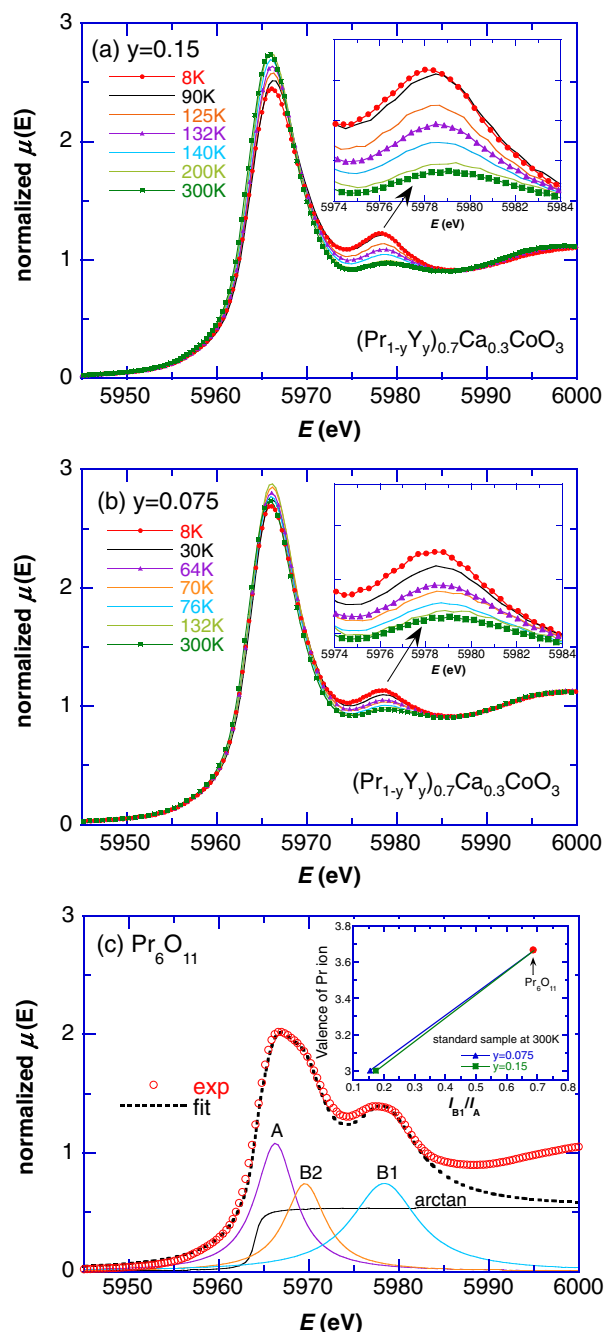 (a) y=0.15
8K
90K
125K
132K
140K
200K
300K
5974 5976 5978 5980 5982 5984
E (eV)
(Pr1-yYy)0.7Ca0.3CoO3
normalized μ(E)
3
2
1
0
5950 5960 5970 5980 5990 6000
E (eV)
(b) y=0.075
8K
30K
64K
70K
76K
132K
300K
5974 5976 5978 5980 5982 5984
E (eV)
(Pr1-yYy)0.7Ca0.3CoO3
normalized μ(E)
3
2
1
0
5950 5960 5970 5980 5990 6000
E (eV)
(c) Pr6O11
exp
fit
A
B2
B1
arctan
Valence of Pr ion
3.8
3.6
3.4
3.2
3
Pr6O11
standard sample at 300K
y=0.075
y=0.15
0.1 0.2 0.3 0.4 0.5 0.6 0.7 0.8
IB1/IA
normalized μ(E)
3
2
1
0
5950 5960 5970 5980 5990 6000
E (eV)